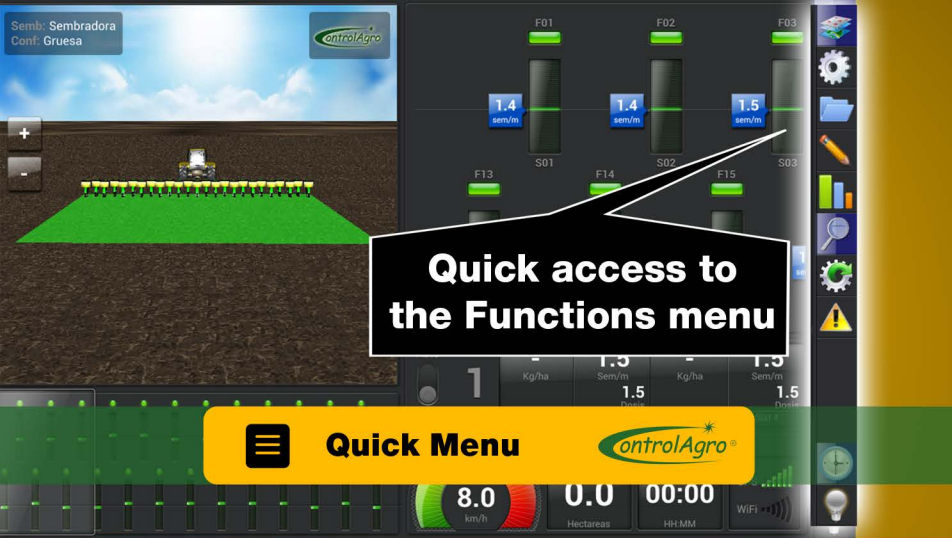 Semb: Sembradora
Conf: Gruesa
ControlAgro
+
-
F01
F02
F03
1.4
sem/m
1.4
sem/m
1.5
sem/m
S01
S02
S03
F13
F14
F15
Quick access to
the Functions menu
1
-
Kg/ha
1.5
Sem/m
1.5
Dosis
-
Kg/ha
1.5
Sem/m
1.5
Dosis
Quick Menu
ControlAgro®
8.0
km/h
0.0
Hectareas
00:00
HH:MM
WiFi